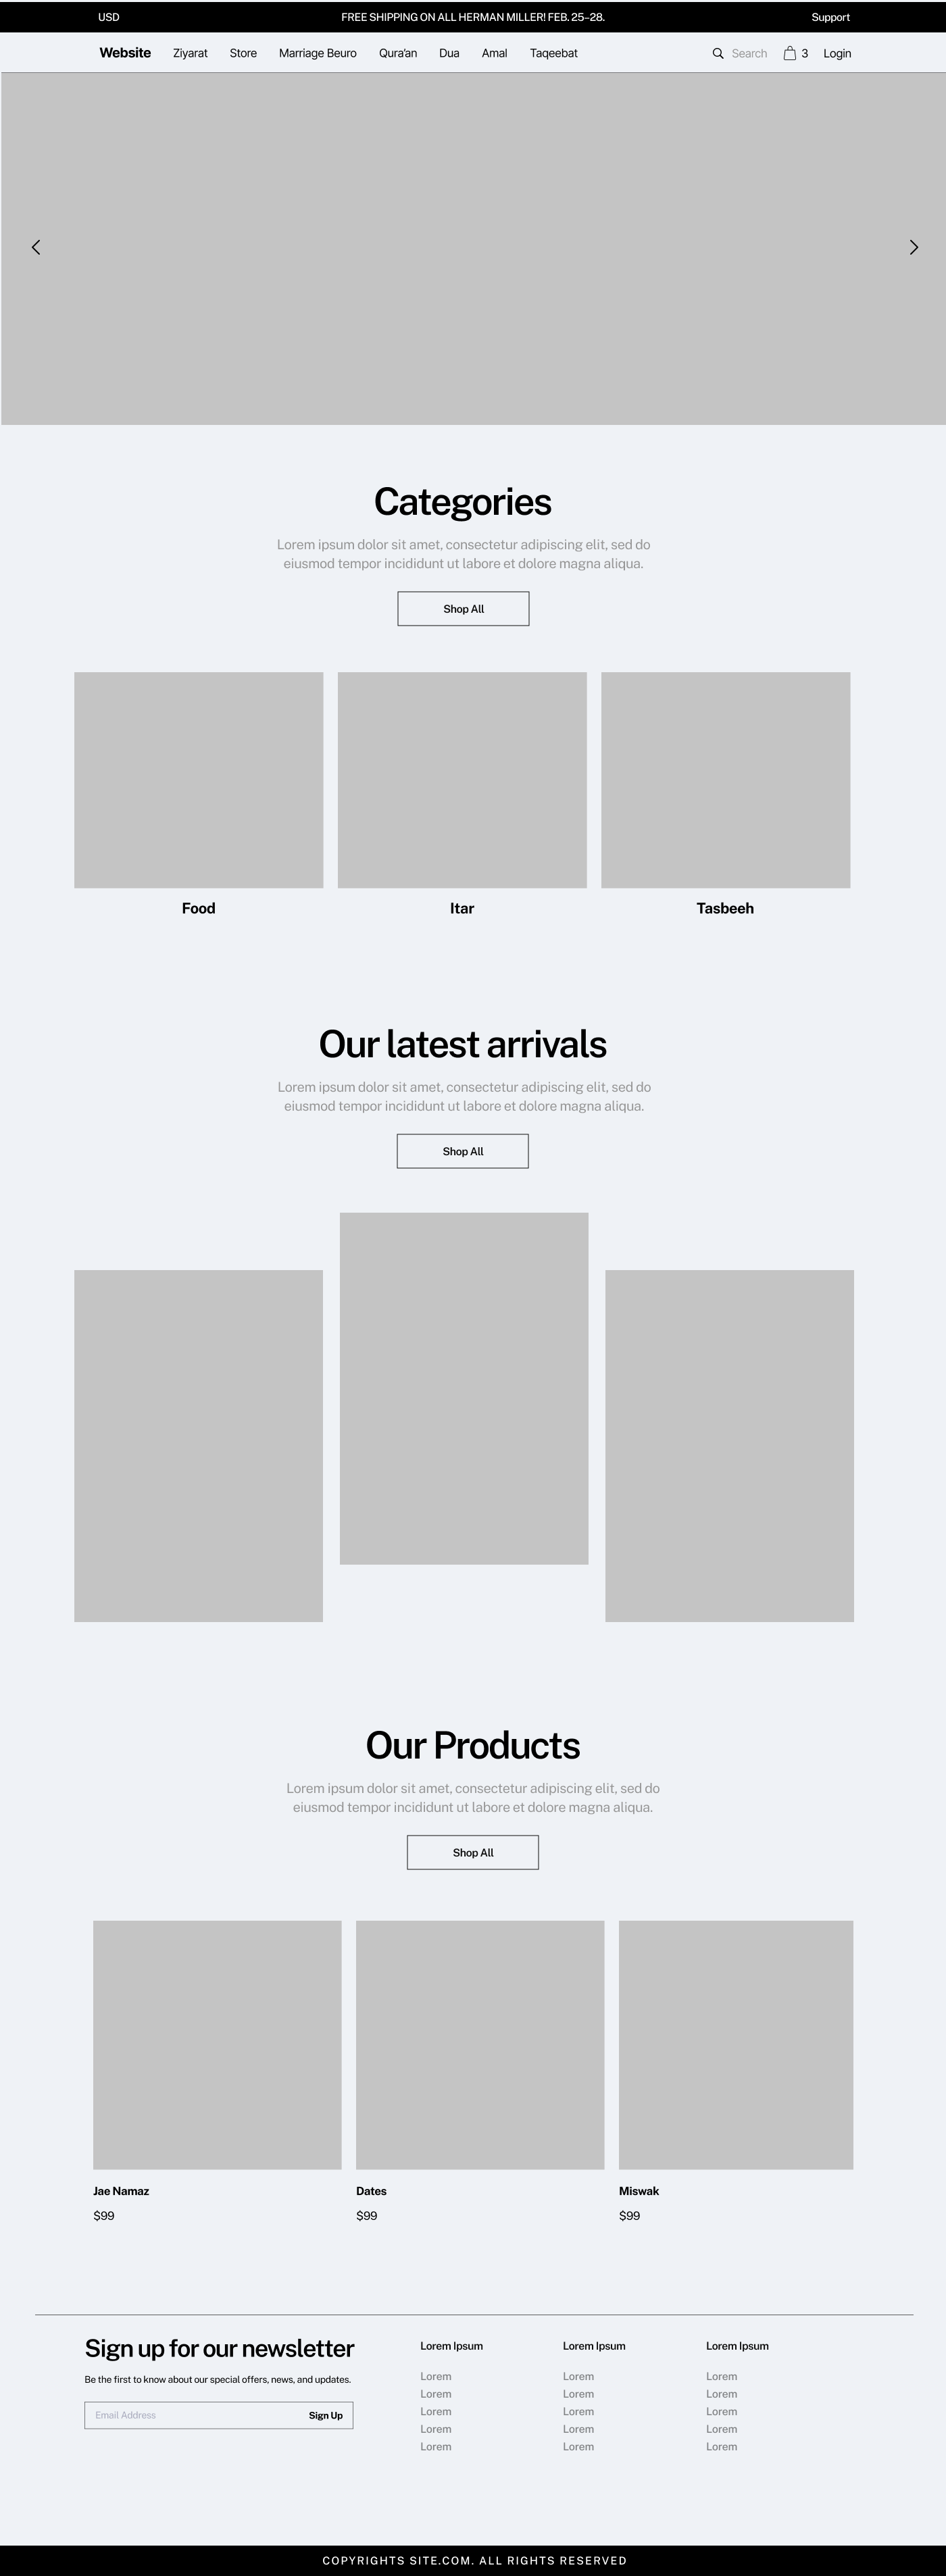 USD FREE SHIPPING ON ALL HERMAN MILLER! FEB. 25–28. Support
Website Ziyarat Store Marriage Beuro Qura'an Dua Amal Taqeebat Search 3 Login
Categories
Lorem ipsum dolor sit amet, consectetur adipiscing elit, sed do
eiusmod tempor incididunt ut labore et dolore magna aliqua.
Shop All
Food Itar Tasbeeh
Our latest arrivals
Lorem ipsum dolor sit amet, consectetur adipiscing elit, sed do
eiusmod tempor incididunt ut labore et dolore magna aliqua.
Shop All
Our Products
Lorem ipsum dolor sit amet, consectetur adipiscing elit, sed do
eiusmod tempor incididunt ut labore et dolore magna aliqua.
Shop All
Jae Namaz Dates Miswak
$99 $99 $99
Sign up for our newsletter
Be the first to know about our special offers, news, and updates.
Email Address Sign Up
Lorem Ipsum Lorem Ipsum Lorem Ipsum
Lorem Lorem Lorem
Lorem Lorem Lorem
Lorem Lorem Lorem
Lorem Lorem Lorem
Lorem Lorem Lorem
COPYRIGHTS SITE.COM. ALL RIGHTS RESERVED